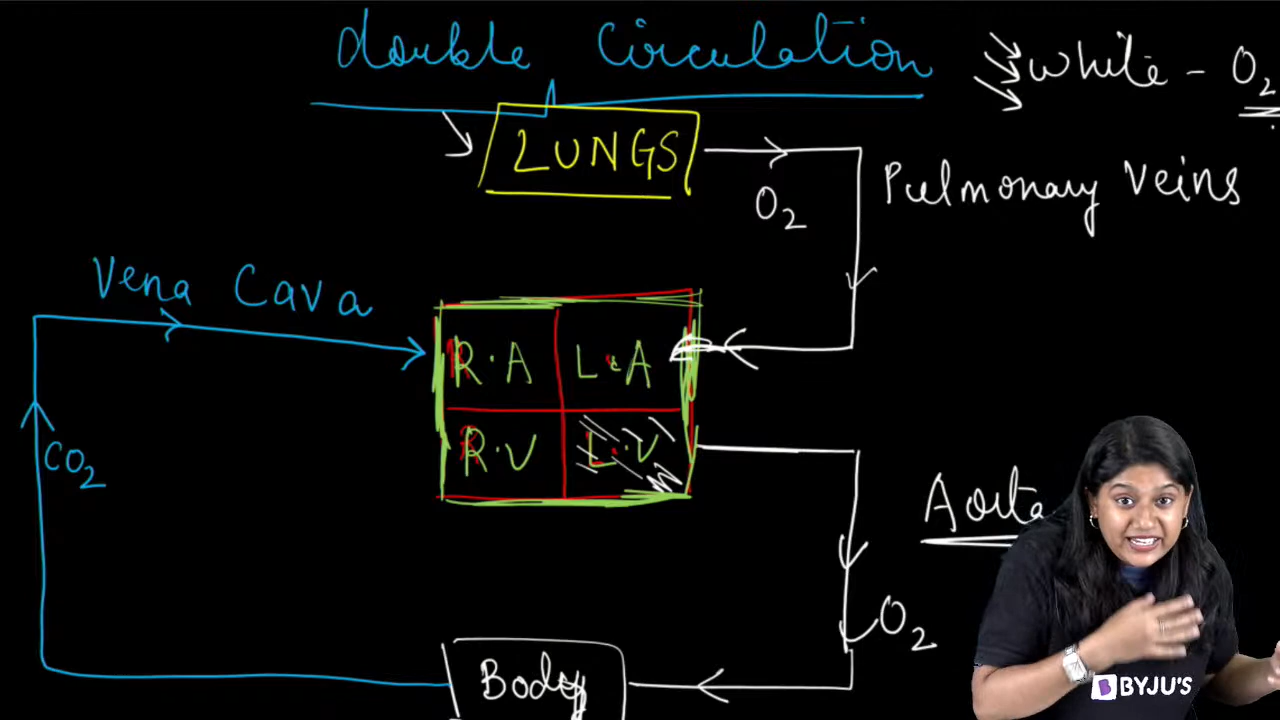 double Circulation
white - O2
LUNGS
O2
Pulmonary Veins
Vena Cava
R.A
L.A
R.V
L.V
CO2
Aorta
O2
Body
BYJU'S